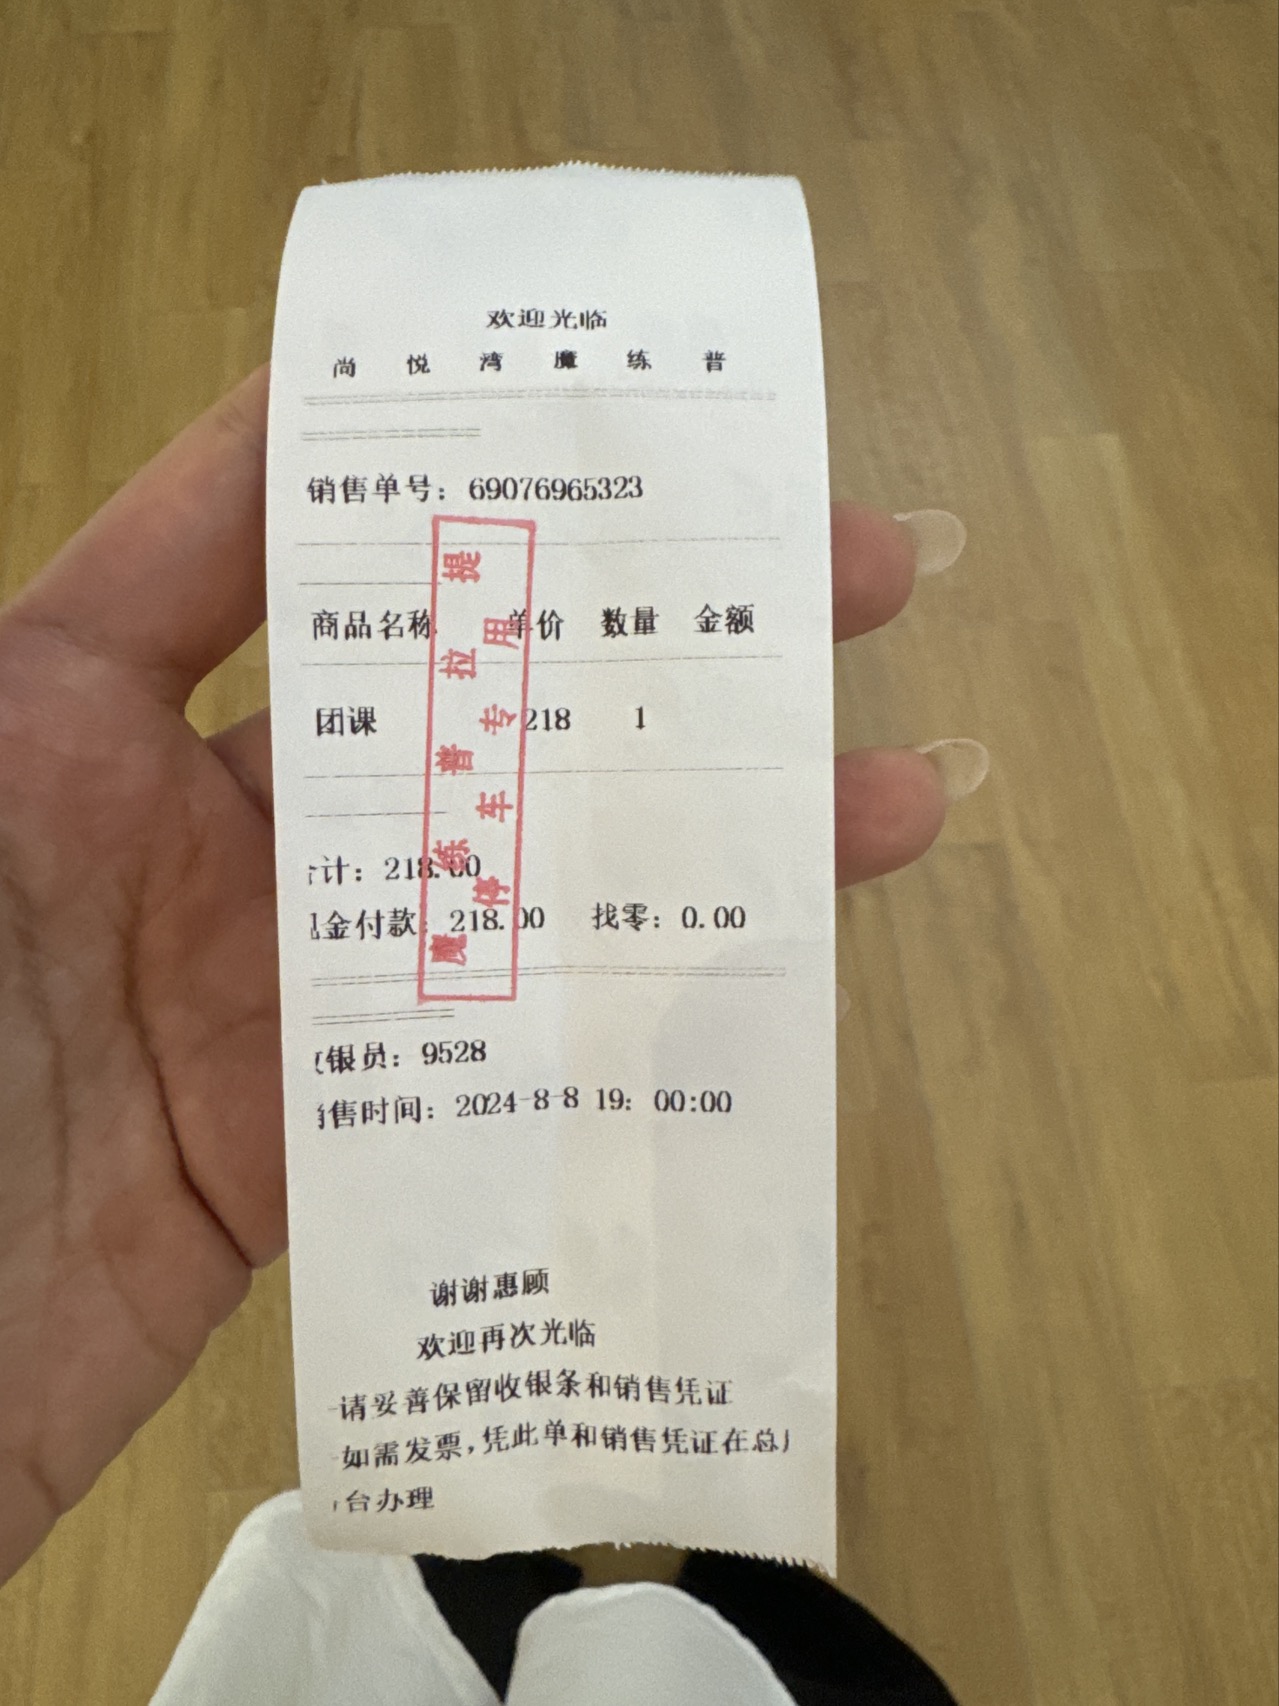 欢迎光临
尚 悦 湾 魔 练 普
销售单号：69076965323
商品名称 单价 数量 金额
团课 218 1
合计：218.00
现金付款：218.00 找零：0.00
收银员：9528
销售时间：2024-8-8 19：00:00
魔练普拉提
停车专用
谢谢惠顾
欢迎再次光临
-请妥善保留收银条和销售凭证
-如需发票，凭此单和销售凭证在总
台办理